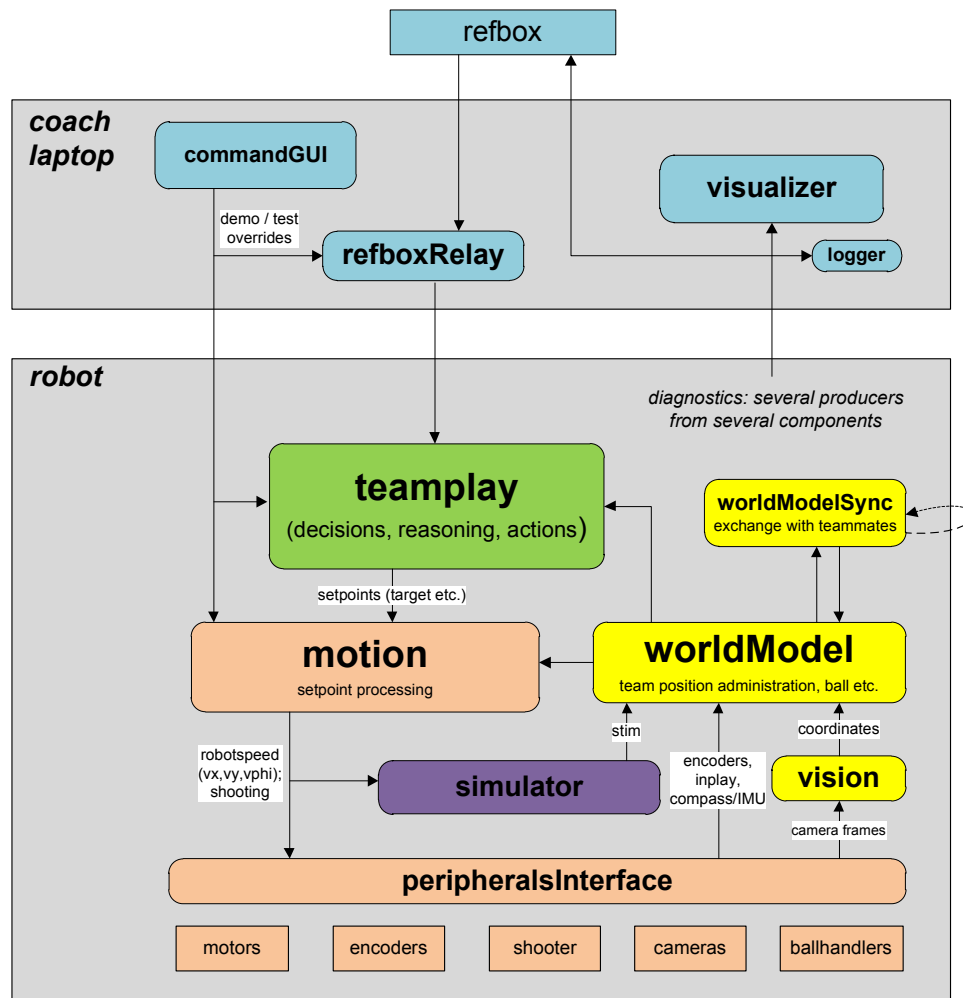 refbox
coach
laptop
commandGUI
visualizer
demo / test
overrides
refboxRelay
logger
robot
diagnostics: several producers
from several components
teamplay
(decisions, reasoning, actions)
worldModelSync
exchange with teammates
setpoints (target etc.)
motion
setpoint processing
worldModel
team position administration, ball etc.
robotspeed
(vx,vy,vphi);
shooting
stim
encoders,
inplay,
compass/IMU
coordinates
simulator
vision
camera frames
peripheralsInterface
motors
encoders
shooter
cameras
ballhandlers